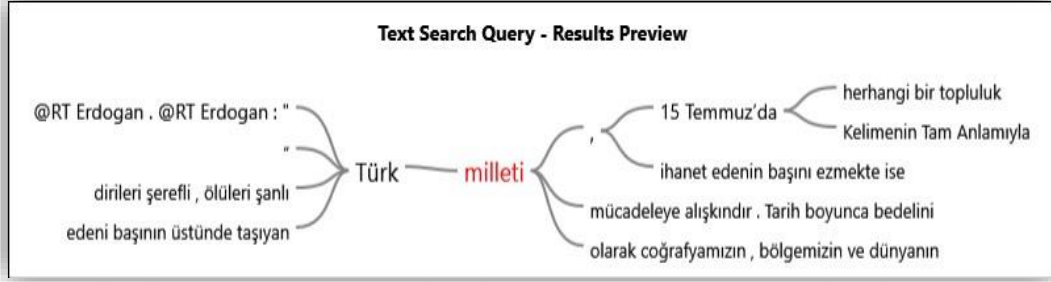 Text Search Query - Results Preview
@RT Erdogan . @RT Erdogan : "
"
dirileri şerefli , ölüleri şanlı
edeni başının üstünde taşıyan
Türk
milleti
,
15 Temmuz'da
herhangi bir topluluk
Kelimenin Tam Anlamıyla
ihanet edenin başını ezmekte ise
mücadeleye alışkındır . Tarih boyunca bedelini
olarak coğrafyamızın , bölgemizin ve dünyanın